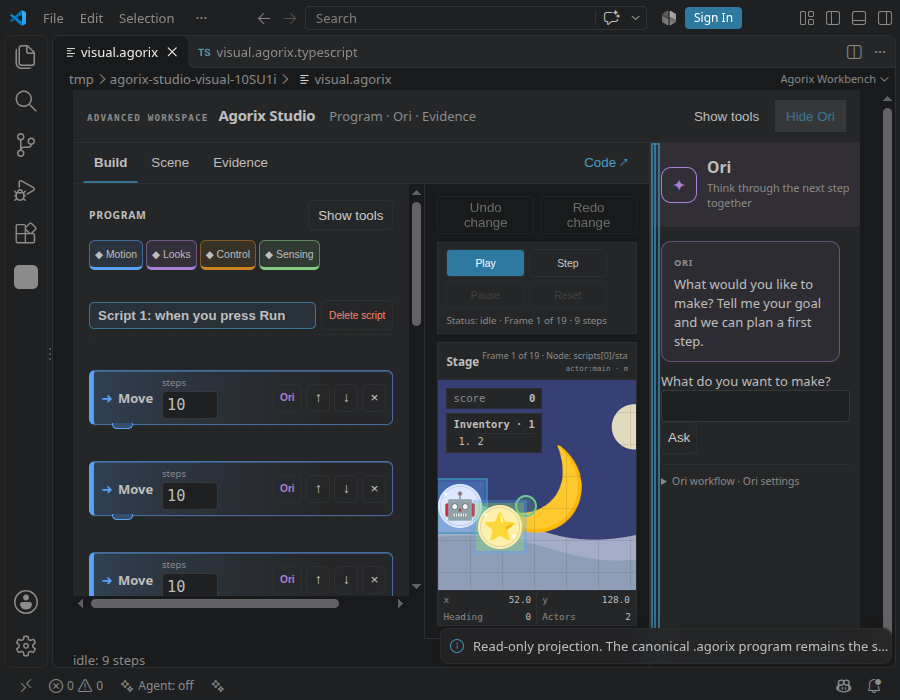 File Edit Selection ··· Search Sign In
visual.agorix
TS visual.agorix.typescript
tmp > agorix-studio-visual-10SU1i > visual.agorix
Agorix Workbench
ADVANCED WORKSPACE Agorix Studio Program · Ori · Evidence
Show tools
Hide Ori
Build Scene Evidence
Code ↗
PROGRAM
Show tools
◆ Motion ◆ Looks ◆ Control ◆ Sensing
Script 1: when you press Run
Delete script
steps
➔ Move 10 Ori ↑ ↓ ×
steps
➔ Move 10 Ori ↑ ↓ ×
steps
➔ Move 10 Ori ↑ ↓ ×
Undo change
Redo change
Play
Step
Pause
Reset
Status: idle · Frame 1 of 19 · 9 steps
Stage
Frame 1 of 19 · Node: scripts[0]/sta
actor:main · m
score 0
Inventory · 1
1. 2
x 52.0 y 128.0
Heading 0 Actors 2
Ori
Think through the next step
together
ORI
What would you like to
make? Tell me your goal
and we can plan a first
step.
What do you want to make?
Ask
Ori workflow · Ori settings
idle: 9 steps
Read-only projection. The canonical .agorix program remains the s...
0 0 Agent: off